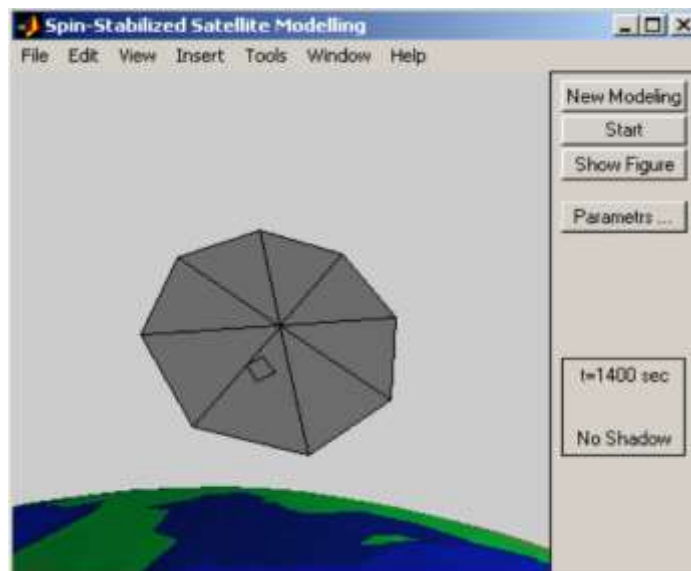 Spin-Stabilized Satellite Modelling
File Edit View Insert Tools Window Help
New Modeling
Start
Show Figure
Parametrs ...
t=1400 sec
No Shadow